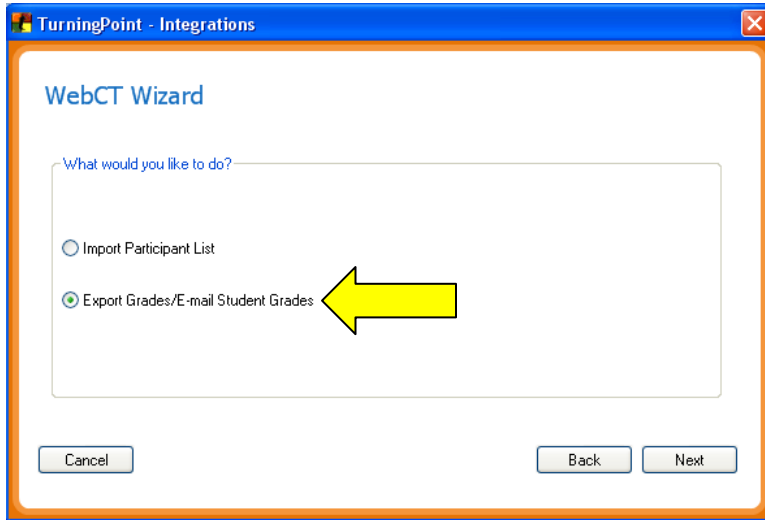 TurningPoint - Integrations
WebCT Wizard
What would you like to do?
Import Participant List
Export Grades/E-mail Student Grades
Cancel
Back
Next